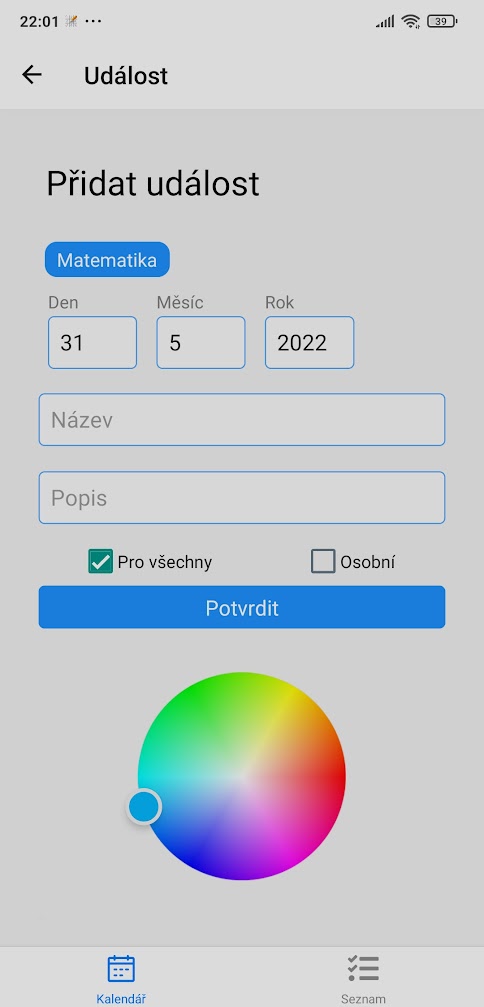 22:01 39
Událost
Přidat událost
Matematika
Den Měsíc Rok
31 5 2022
Název
Popis
Pro všechny Osobní
Potvrdit
Kalendář Seznam